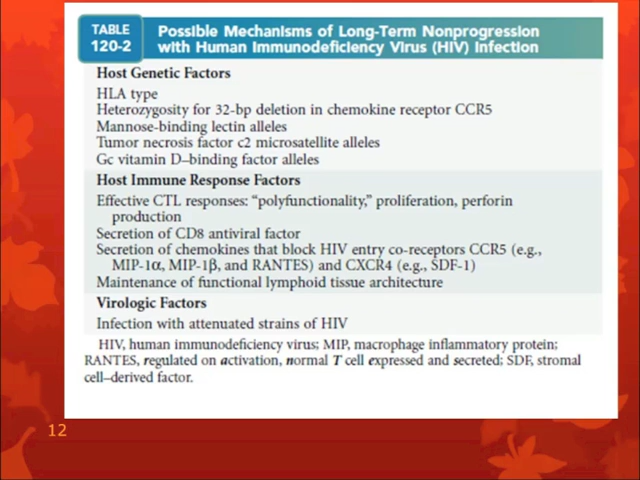 TABLE
120-2
Possible Mechanisms of Long-Term Nonprogression
with Human Immunodeficiency Virus (HIV) Infection
Host Genetic Factors
HLA type
Heterozygosity for 32-bp deletion in chemokine receptor CCR5
Mannose-binding lectin alleles
Tumor necrosis factor c2 microsatellite alleles
Gc vitamin D–binding factor alleles
Host Immune Response Factors
Effective CTL responses: “polyfunctionality,” proliferation, perforin
production
Secretion of CD8 antiviral factor
Secretion of chemokines that block HIV entry co-receptors CCR5 (e.g.,
MIP-1α, MIP-1β, and RANTES) and CXCR4 (e.g., SDF-1)
Maintenance of functional lymphoid tissue architecture
Virologic Factors
Infection with attenuated strains of HIV
HIV, human immunodeficiency virus; MIP, macrophage inflammatory protein;
RANTES, regulated on activation, normal T cell expressed and secreted; SDF, stromal
cell–derived factor.
12